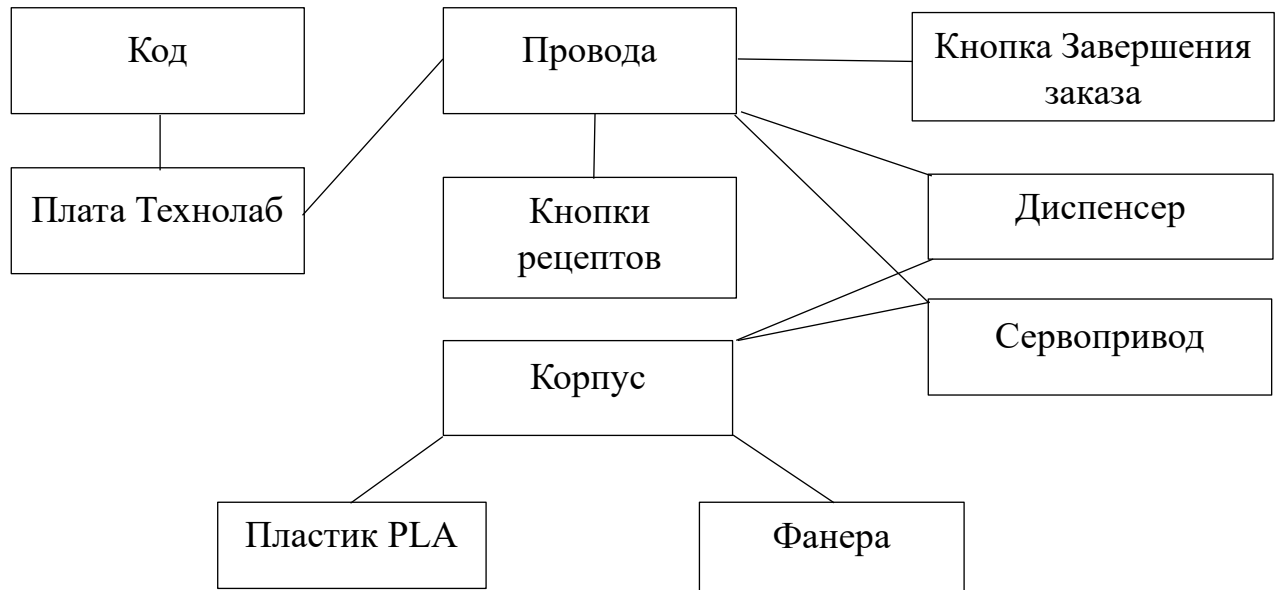 Код
Провода
Кнопка Завершения
заказа
Плата Технолаб
Кнопки
рецептов
Диспенсер
Сервопривод
Корпус
Пластик PLA
Фанера